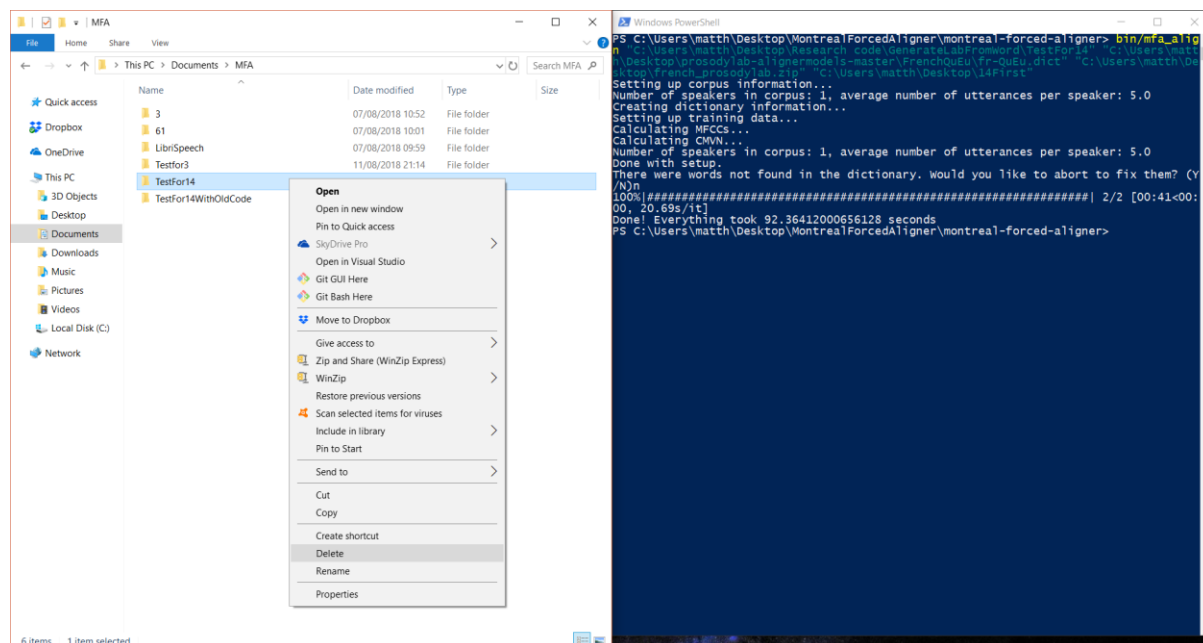 MFA
File Home Share View
This PC > Documents > MFA
Search MFA
Name Date modified Type Size
Quick access
Dropbox
OneDrive
This PC
3D Objects
Desktop
Documents
Downloads
Music
Pictures
Videos
Local Disk (C:)
Network
3 07/08/2018 10:52 File folder
61 07/08/2018 10:01 File folder
LibriSpeech 07/08/2018 09:59 File folder
Testfor3 11/08/2018 21:14 File folder
TestFor14
TestFor14WithOldCode
Open
Open in new window
Pin to Quick access
SkyDrive Pro
Open in Visual Studio
Git GUI Here
Git Bash Here
Move to Dropbox
Give access to
Zip and Share (WinZip Express)
WinZip
Restore previous versions
Scan selected items for viruses
Include in library
Pin to Start
Send to
Cut
Copy
Create shortcut
Delete
Rename
Properties
6 items 1 item selected
Windows PowerShell
PS C:\Users\matth\Desktop\MontrealForcedAligner\montreal-forced-aligner> bin/mfa_alig
n "C:\Users\matth\Desktop\Research code\GenerateLabFromWord\TestFor14" "C:\Users\matt
h\Desktop\prosodylab-alignermodels-master\FrenchQuEu\fr-QuEu.dict" "C:\Users\matth\De
sktop\french_prosodylab.zip" "C:\Users\matth\Desktop\14First"
Setting up corpus information...
Number of speakers in corpus: 1, average number of utterances per speaker: 5.0
Creating dictionary information...
Setting up training data...
Calculating MFCCs...
Calculating CMVN...
Number of speakers in corpus: 1, average number of utterances per speaker: 5.0
Done with setup.
There were words not found in the dictionary. Would you like to abort to fix them? (Y
/N)n
100%|################################################################| 2/2 [00:41<00:
00, 20.69s/it]
Done! Everything took 92.36412000656128 seconds
PS C:\Users\matth\Desktop\MontrealForcedAligner\montreal-forced-aligner>